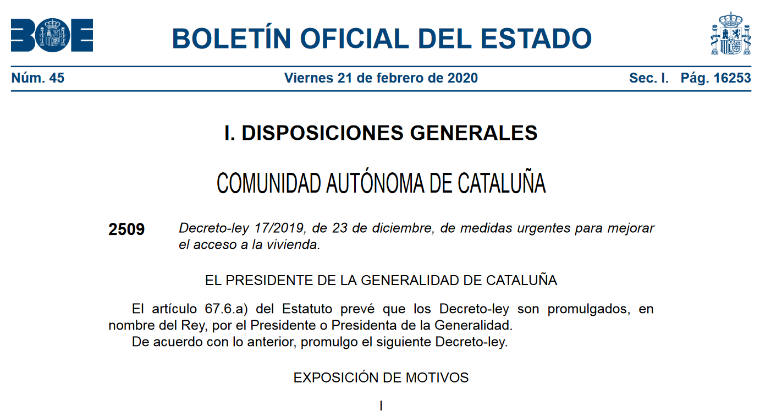 BOE
BOLETÍN OFICIAL DEL ESTADO
Núm. 45 Viernes 21 de febrero de 2020 Sec. I. Pág. 16253
I. DISPOSICIONES GENERALES
COMUNIDAD AUTÓNOMA DE CATALUÑA
2509 Decreto-ley 17/2019, de 23 de diciembre, de medidas urgentes para mejorar
el acceso a la vivienda.
EL PRESIDENTE DE LA GENERALIDAD DE CATALUÑA
El artículo 67.6.a) del Estatuto prevé que los Decreto-ley son promulgados, en
nombre del Rey, por el Presidente o Presidenta de la Generalidad.
De acuerdo con lo anterior, promulgo el siguiente Decreto-ley.
EXPOSICIÓN DE MOTIVOS
I